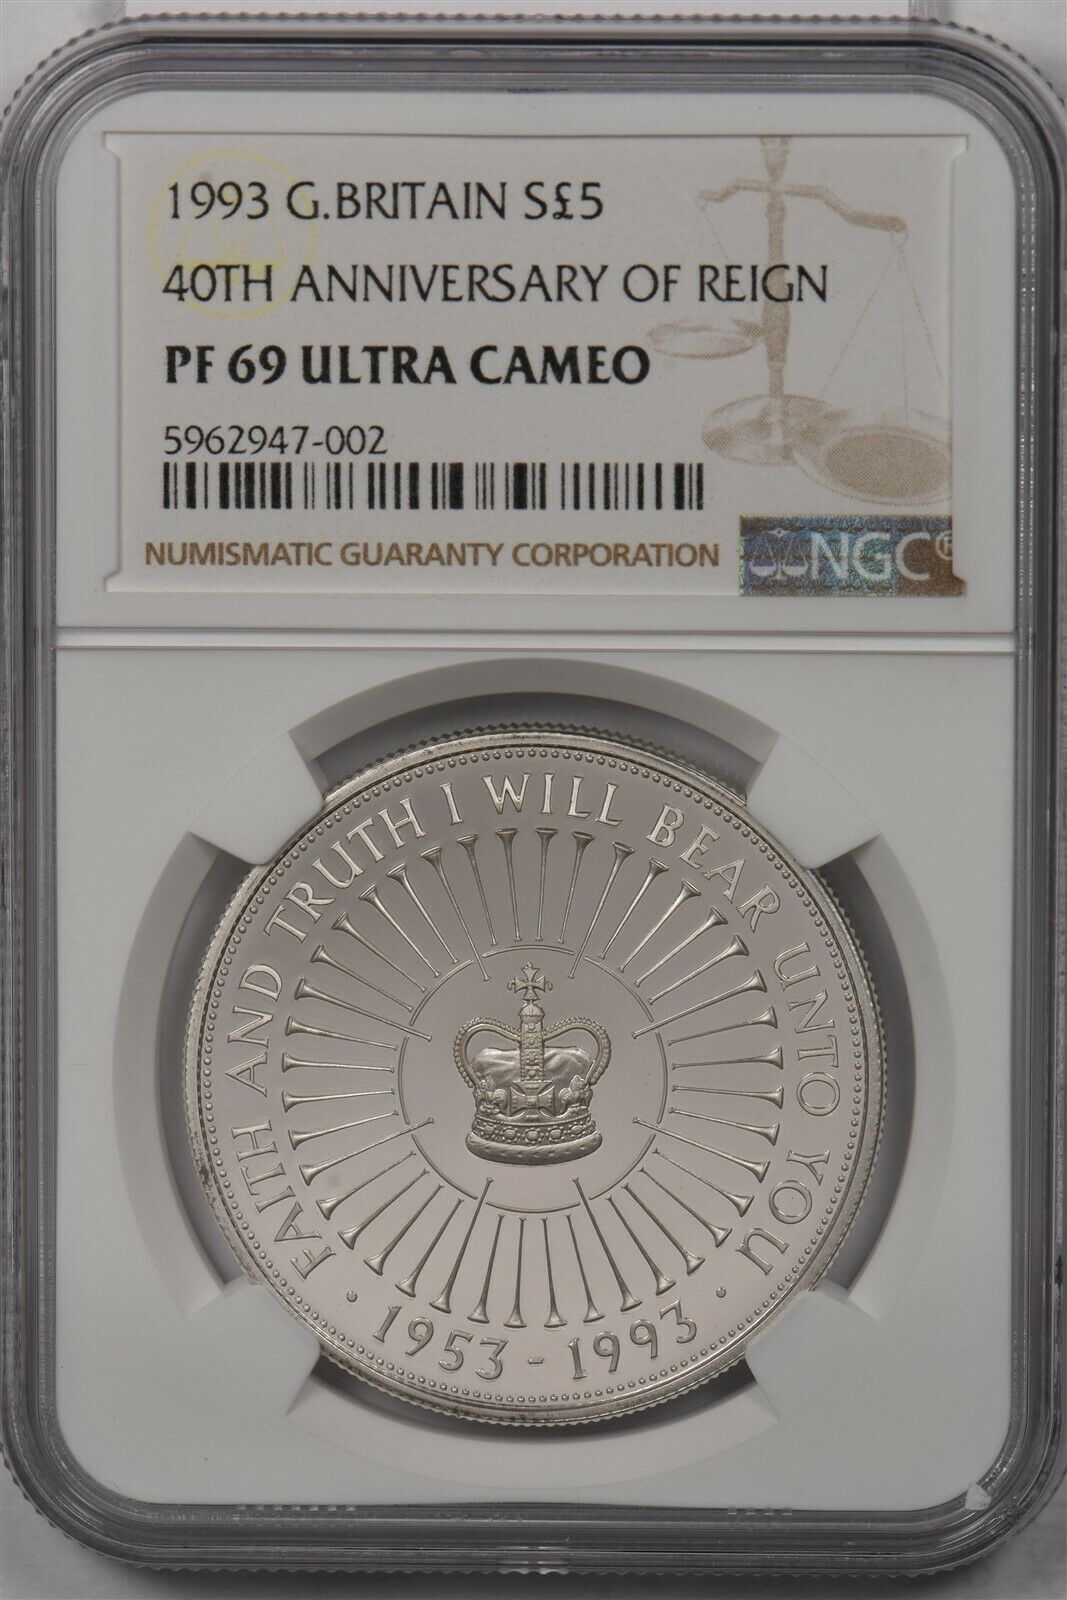 1993 G.BRITAIN S£5
40TH ANNIVERSARY OF REIGN
PF 69 ULTRA CAMEO
5962947-002
NUMISMATIC GUARANTY CORPORATION
NGC®
· FAITH AND TRUTH I WILL BEAR UNTO YOU ·
1953 - 1993